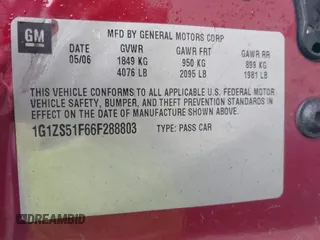 GM
MFD BY GENERAL MOTORS CORP
DATE GVWR GAWR FRT GAWR RR
05/06 1849 KG 950 KG 899 KG
4076 LB 2095 LB 1981 LB
THIS VEHICLE CONFORMS TO ALL APPLICABLE U.S. FEDERAL MOTOR
VEHICLE SAFETY, BUMPER, AND THEFT PREVENTION STANDARDS IN
EFFECT ON THE DATE OF MANUFACTURE SHOWN ABOVE.
1G1ZS51F66F288803 TYPE: PASS CAR
DREAMBID